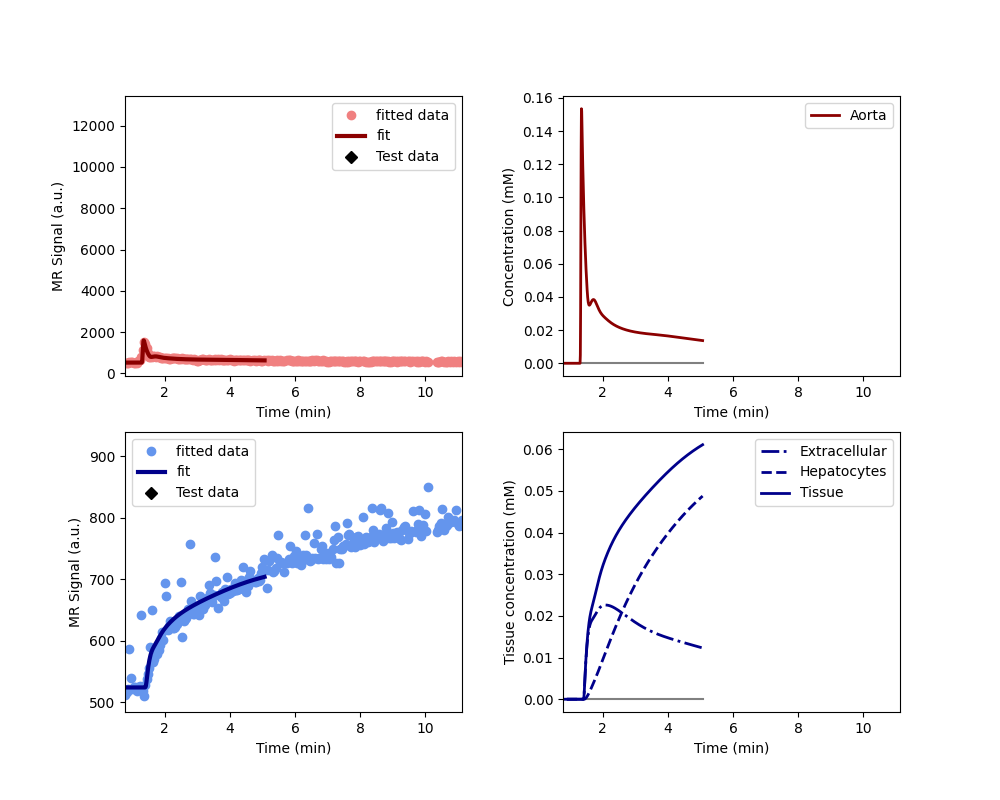 12000
10000
8000
6000
4000
2000
0
MR Signal (a.u.)
fitted data
fit
Test data
2 4 6 8 10
Time (min)
0.16
0.14
0.12
0.10
0.08
0.06
0.04
0.02
0.00
Concentration (mM)
Aorta
2 4 6 8 10
Time (min)
900
800
700
600
500
MR Signal (a.u.)
fitted data
fit
Test data
2 4 6 8 10
Time (min)
0.06
0.05
0.04
0.03
0.02
0.01
0.00
Tissue concentration (mM)
Extracellular
Hepatocytes
Tissue
2 4 6 8 10
Time (min)